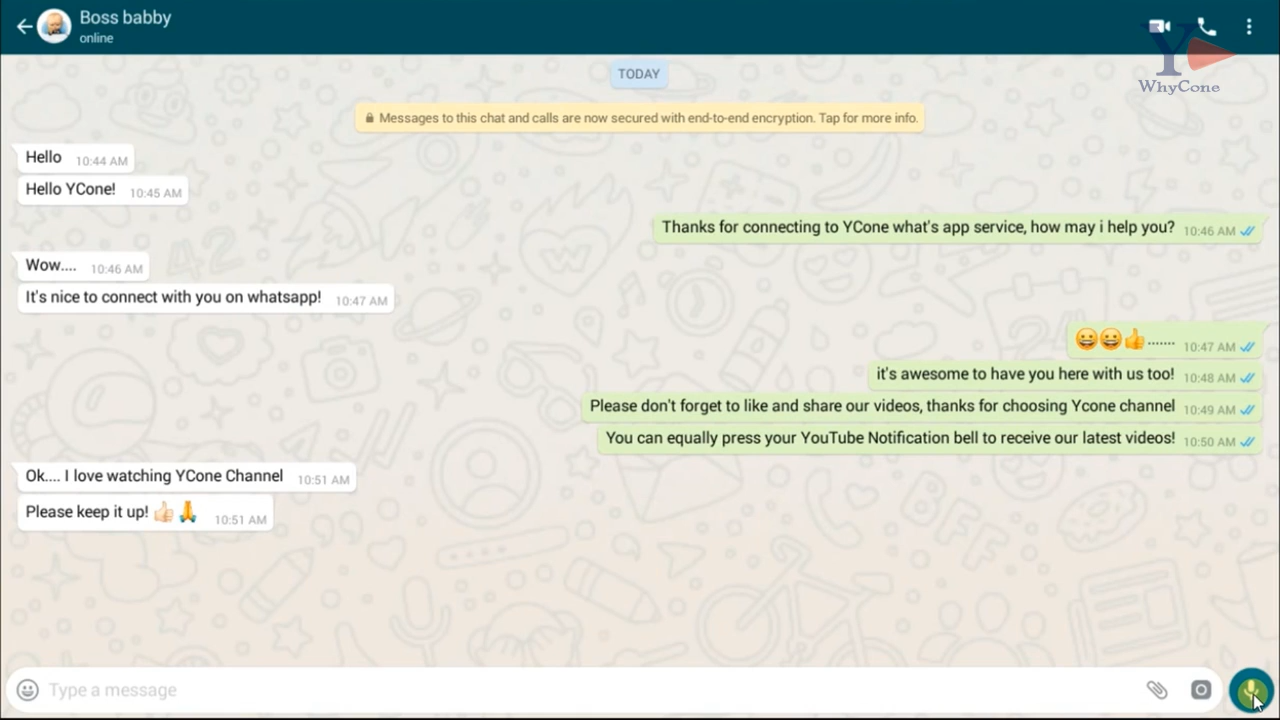 Boss babby
online
WhyCone
TODAY
Messages to this chat and calls are now secured with end-to-end encryption. Tap for more info.
Hello 10:44 AM
Hello YCone! 10:45 AM
Thanks for connecting to YCone what's app service, how may i help you? 10:46 AM
Wow.... 10:46 AM
It's nice to connect with you on whatsapp! 10:47 AM
😀😀👍....... 10:47 AM
it's awesome to have you here with us too! 10:48 AM
Please don't forget to like and share our videos, thanks for choosing Ycone channel 10:49 AM
You can equally press your YouTube Notification bell to receive our latest videos! 10:50 AM
Ok.... I love watching YCone Channel 10:51 AM
Please keep it up! 👍🏻🙏 10:51 AM
Type a message